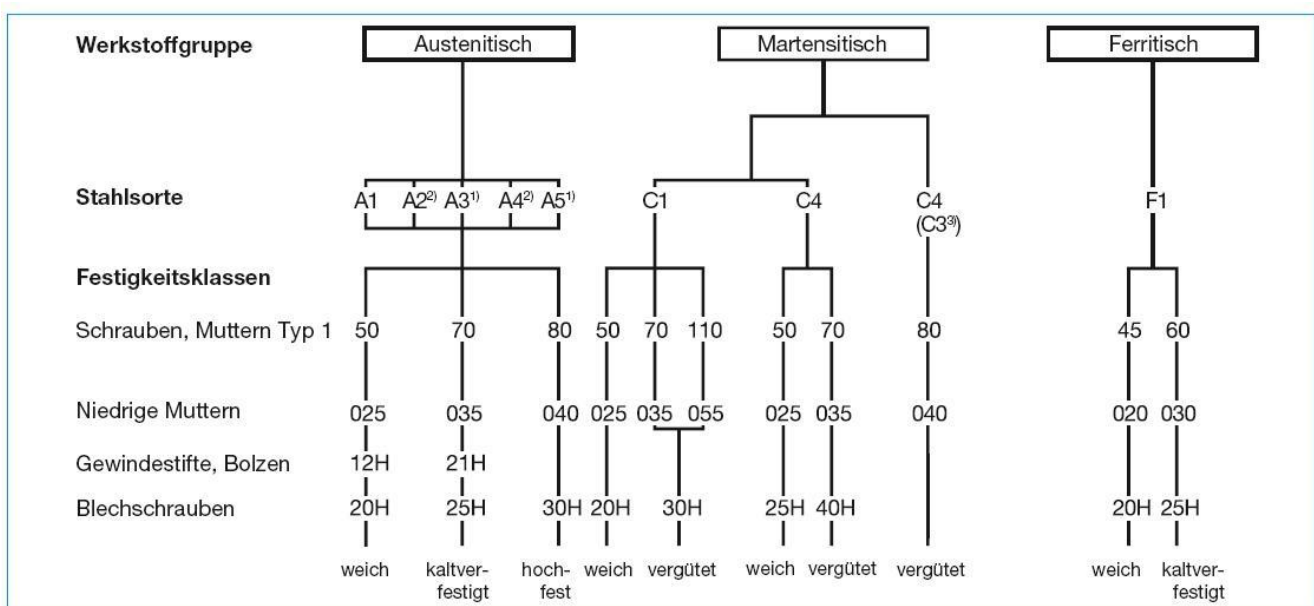 Werkstoffgruppe Austenitisch Martensitisch Ferritisch
Stahlsorte A1 A2²⁾ A3¹⁾ A4²⁾ A5¹⁾ C1 C4 C4 F1
(C3³⁾)
Festigkeitsklassen
Schrauben, Muttern Typ 1 50 70 80 50 70 110 50 70 80 45 60
Niedrige Muttern 025 035 040 025 035 055 025 035 040 020 030
Gewindestifte, Bolzen 12H 21H
Blechschrauben 20H 25H 30H 20H 30H 25H 40H 20H 25H
weich kaltver- hoch- weich vergütet weich vergütet vergütet weich kaltver-
festigt fest festigt